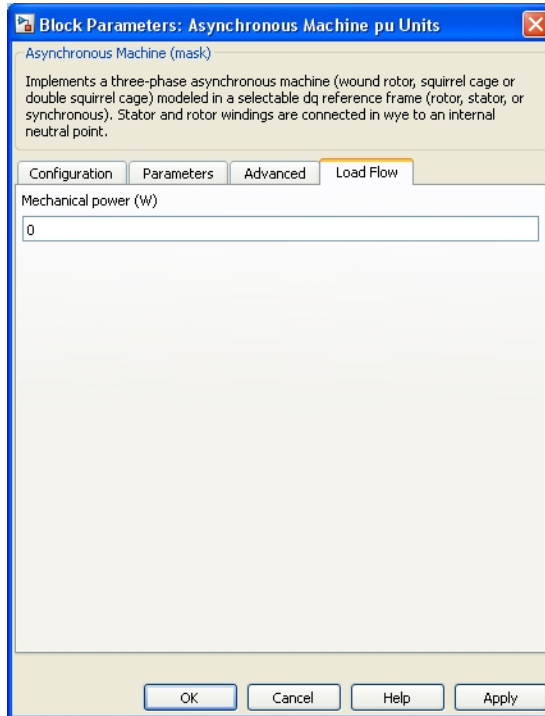 Block Parameters: Asynchronous Machine pu Units
Asynchronous Machine (mask)
Implements a three-phase asynchronous machine (wound rotor, squirrel cage or
double squirrel cage) modeled in a selectable dq reference frame (rotor, stator, or
synchronous). Stator and rotor windings are connected in wye to an internal
neutral point.
Configuration Parameters Advanced Load Flow
Mechanical power (W)
0
OK Cancel Help Apply